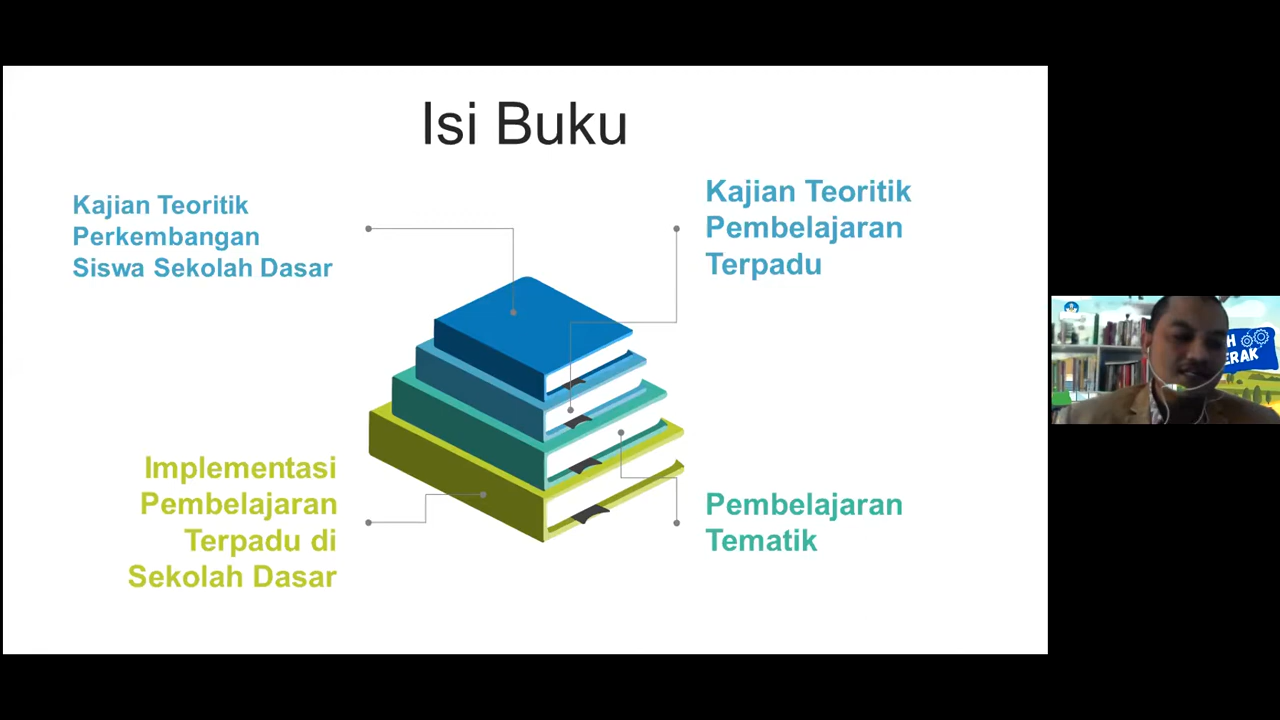 Isi Buku
Kajian Teoritik
Perkembangan
Siswa Sekolah Dasar
Kajian Teoritik
Pembelajaran
Terpadu
Implementasi
Pembelajaran
Terpadu di
Sekolah Dasar
Pembelajaran
Tematik